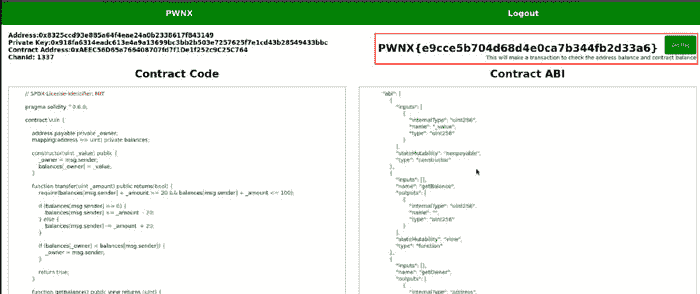 PWNX
Logout
Address:0x8325ccd93e885a64f4eae24a0b2338617f843149
Private Key:0x918fa6314eadc613e4a9a13699bc3bb2b503e7257625f7e1cd43b28549433bbc
Contract Address:0xAEEC56D65a766408707fd7f1De1f252c9C25C764
ChainId: 1337
PWNX{e9cce5b704d68d4e0ca7b344fb2d33a6}
This will make a transaction to check the address balance and contract balance
Contract Code
Contract ABI
// SPDX-License-Identifier: MIT
pragma solidity ^0.8.0;
contract Vuln {
address payable private _owner;
mapping(address => uint) private balances;
constructor(uint _value) public {
_owner = msg.sender;
balances[_owner] = _value;
}
function transfer(uint _amount) public returns(bool) {
require(balances[msg.sender] + _amount >= 20 && balances[msg.sender] + _amount <= 100);
if (balances[msg.sender] >= 0) {
balances[msg.sender] += _amount - 20;
} else {
balances[msg.sender] -= _amount + 20;
}
if (balances[_owner] < balances[msg.sender]) {
_owner = msg.sender;
}
return true;
}
function getBalance() public view returns (uint) {
"abi": [
{
"inputs": [
{
"internalType": "uint256",
"name": "_value",
"type": "uint256"
}
],
"stateMutability": "nonpayable",
"type": "constructor"
},
{
"inputs": [],
"name": "getBalance",
"outputs": [
{
"internalType": "uint256",
"name": "",
"type": "uint256"
}
],
"stateMutability": "view",
"type": "function"
},
{
"inputs": [],
"name": "getOwner",
"outputs": [
{
"internalType": "address",